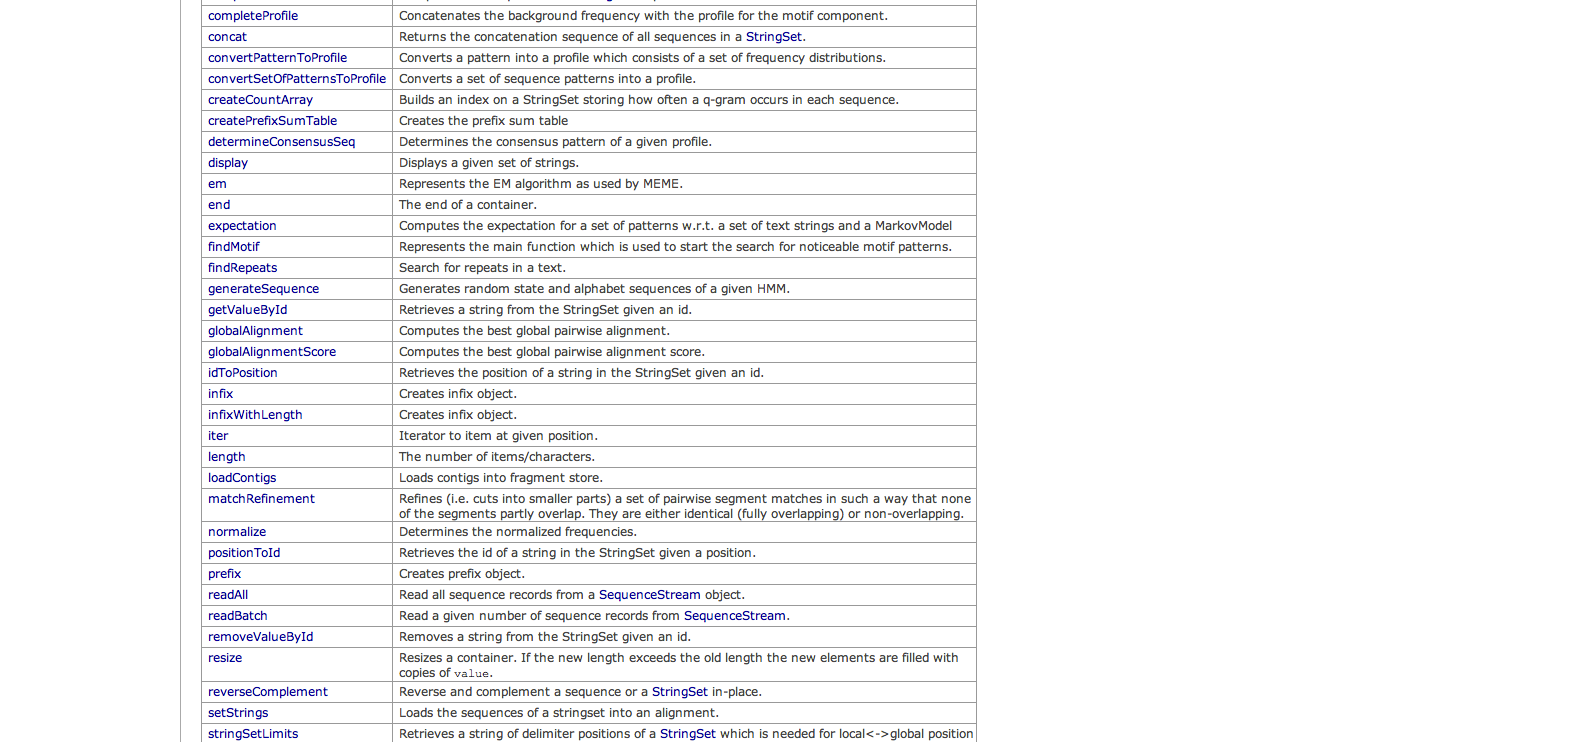 completeProfile Concatenates the background frequency with the profile for the motif component.
concat Returns the concatenation sequence of all sequences in a StringSet.
convertPatternToProfile Converts a pattern into a profile which consists of a set of frequency distributions.
convertSetOfPatternsToProfile Converts a set of sequence patterns into a profile.
createCountArray Builds an index on a StringSet storing how often a q-gram occurs in each sequence.
createPrefixSumTable Creates the prefix sum table
determineConsensusSeq Determines the consensus pattern of a given profile.
display Displays a given set of strings.
em Represents the EM algorithm as used by MEME.
end The end of a container.
expectation Computes the expectation for a set of patterns w.r.t. a set of text strings and a MarkovModel
findMotif Represents the main function which is used to start the search for noticeable motif patterns.
findRepeats Search for repeats in a text.
generateSequence Generates random state and alphabet sequences of a given HMM.
getValueById Retrieves a string from the StringSet given an id.
globalAlignment Computes the best global pairwise alignment.
globalAlignmentScore Computes the best global pairwise alignment score.
idToPosition Retrieves the position of a string in the StringSet given an id.
infix Creates infix object.
infixWithLength Creates infix object.
iter Iterator to item at given position.
length The number of items/characters.
loadContigs Loads contigs into fragment store.
matchRefinement Refines (i.e. cuts into smaller parts) a set of pairwise segment matches in such a way that none
of the segments partly overlap. They are either identical (fully overlapping) or non-overlapping.
normalize Determines the normalized frequencies.
positionToId Retrieves the id of a string in the StringSet given a position.
prefix Creates prefix object.
readAll Read all sequence records from a SequenceStream object.
readBatch Read a given number of sequence records from SequenceStream.
removeValueById Removes a string from the StringSet given an id.
resize Resizes a container. If the new length exceeds the old length the new elements are filled with
copies of value.
reverseComplement Reverse and complement a sequence or a StringSet in-place.
setStrings Loads the sequences of a stringset into an alignment.
stringSetLimits Retrieves a string of delimiter positions of a StringSet which is needed for local<->global position